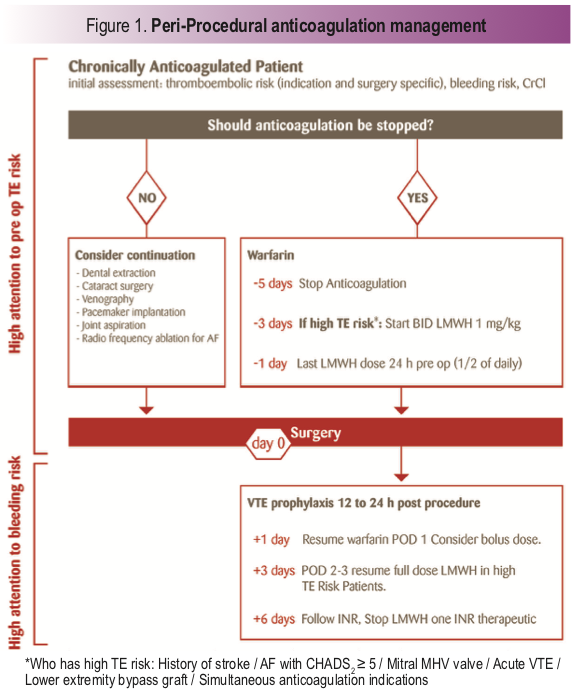 Figure 1. Peri-Procedural anticoagulation management
Chronically Anticoagulated Patient
initial assessment: thromboembolic risk (indication and surgery specific), bleeding risk, CrCl
Should anticoagulation be stopped?
High attention to pre op TE risk
NO
YES
Consider continuation
- Dental extraction
- Cataract surgery
- Venography
- Pacemaker implantation
- Joint aspiration
- Radio frequency ablation for AF
Warfarin
-5 days Stop Anticoagulation
-3 days If high TE risk*: Start BID LMWH 1 mg/kg
-1 day Last LMWH dose 24 h pre op (1/2 of daily)
Surgery
day 0
High attention to bleeding risk
VTE prophylaxis 12 to 24 h post procedure
+1 day Resume warfarin POD 1 Consider bolus dose.
+3 days POD 2-3 resume full dose LMWH in high
TE Risk Patients.
+6 days Follow INR, Stop LMWH one INR therapeutic
*Who has high TE risk: History of stroke / AF with CHADS₂ ≥ 5 / Mitral MHV valve / Acute VTE /
Lower extremity bypass graft / Simultaneous anticoagulation indications